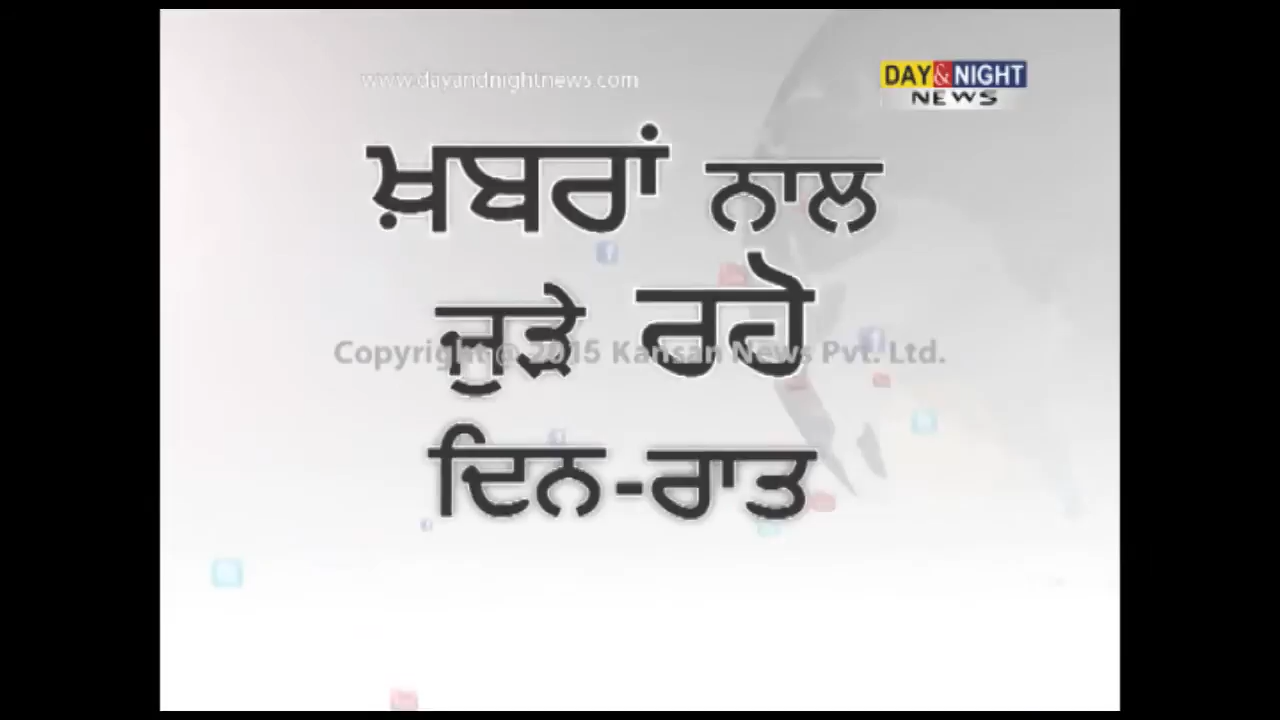 www.dayandnightnews.com
DAY&NIGHT
NEWS
ਖ਼ਬਰਾਂ ਨਾਲ
ਜੁੜੇ ਰਹੋ
Copyright @ 2015 Kansan News Pvt. Ltd.
ਦਿਨ-ਰਾਤ